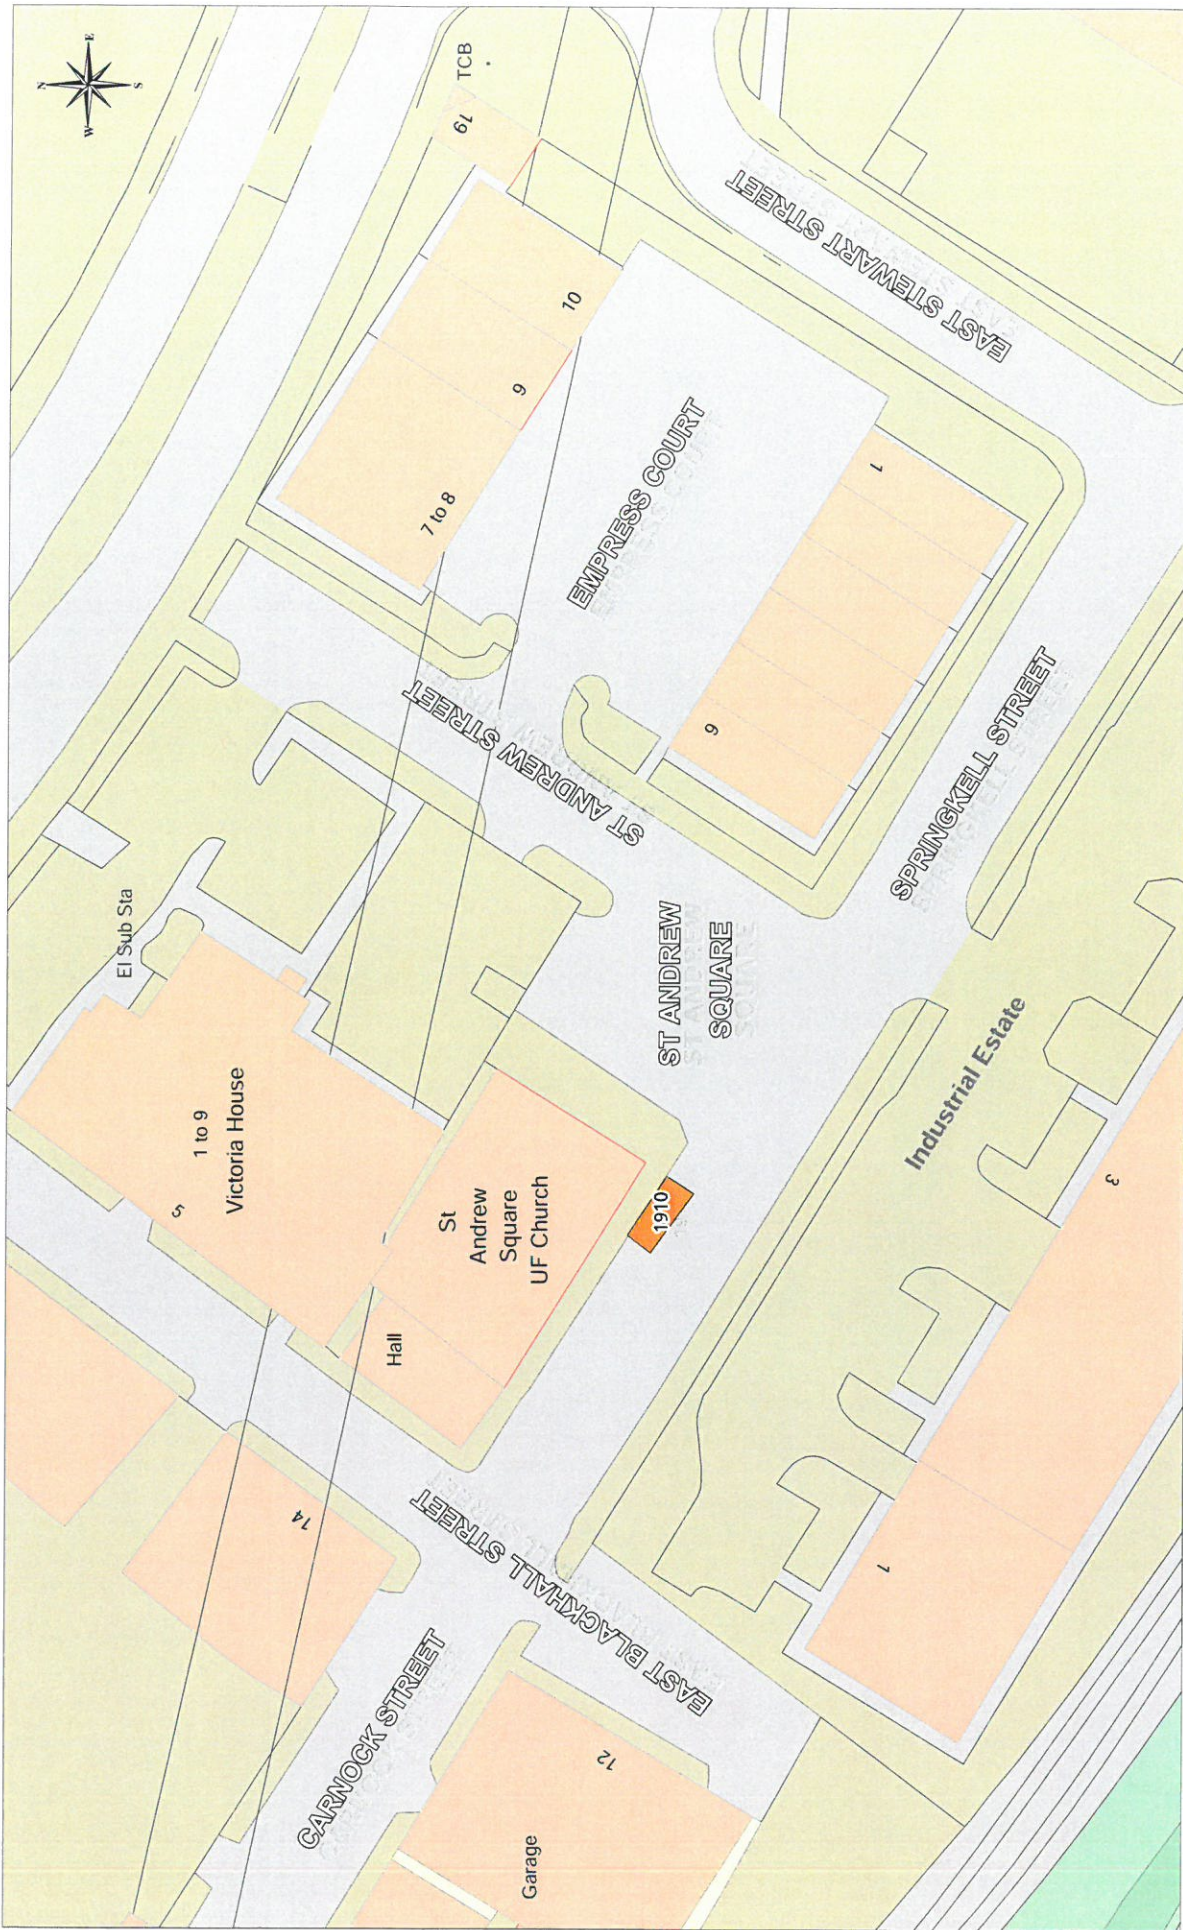 N
W
E
S
TCB
19
El Sub Sta
1 to 9
Victoria House
5
14
CARNOCK STREET
Hall
St
Andrew
Square
UF Church
7 to 8
9
10
ST ANDREW STREET
EMPRESS COURT
EAST STEWART STREET
Garage
12
EAST BLACKHALL STREET
1910
ST ANDREW
SQUARE
6
1
SPRINGKELL STREET
Industrial Estate
1
3